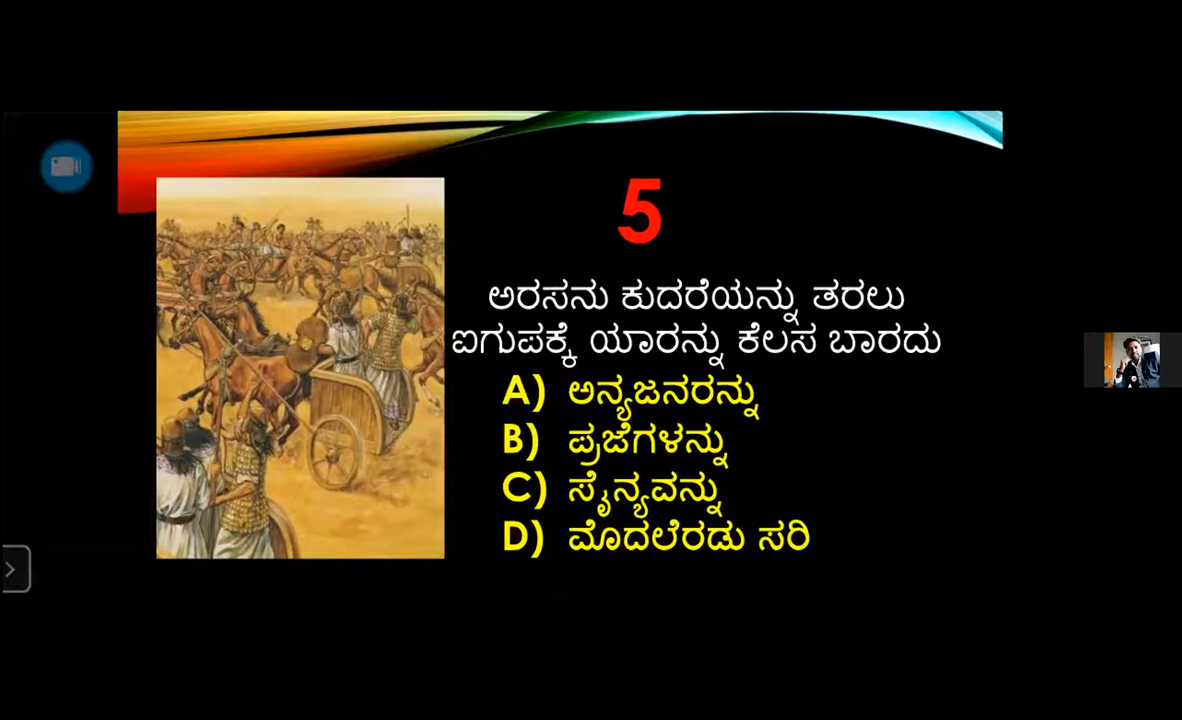 5
ಅರಸನು ಕುದರೆಯನ್ನು ತರಲು
ಐಗುಪಕ್ಕೆ ಯಾರನ್ನು ಕೆಲಸ ಬಾರದು
A) ಅನ್ಯಜನರನ್ನು
B) ಪ್ರಜೆಗಳನ್ನು
C) ಸೈನ್ಯವನ್ನು
D) ಮೊದಲೆರಡು ಸರಿ